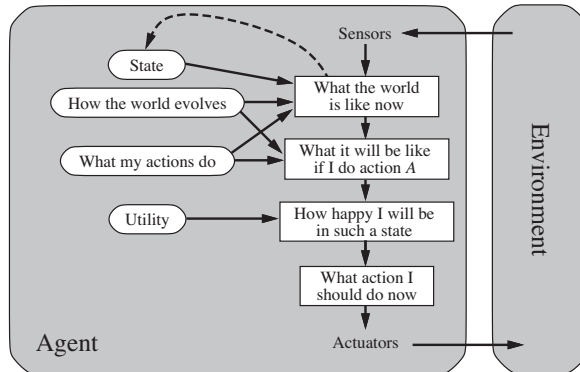 Sensors
State
What the world
is like now
How the world evolves
What it will be like
if I do action A
What my actions do
Utility
How happy I will be
in such a state
What action I
should do now
Agent
Actuators
Environment